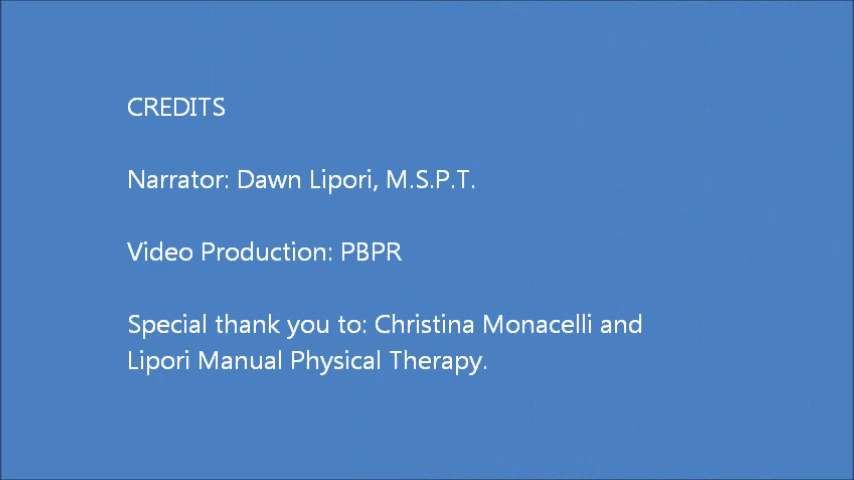 CREDITS
Narrator: Dawn Lipori, M.S.P.T.
Video Production: PBPR
Special thank you to: Christina Monacelli and
Lipori Manual Physical Therapy.